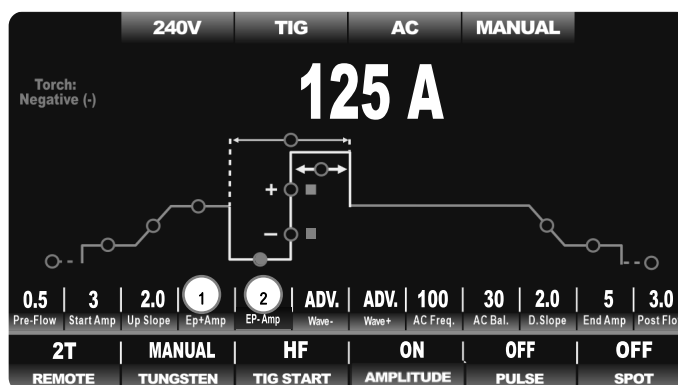 240V TIG AC MANUAL
125 A
Torch:
Negative (-)
+
−
0.5 3 2.0 1 2 ADV. ADV. 100 30 2.0 5 3.0
Pre-Flow Start Amp Up Slope Ep+Amp EP- Amp Wave- Wave+ AC Freq. AC Bal. D.Slope End Amp Post Flo
2T MANUAL HF ON OFF OFF
REMOTE TUNGSTEN TIG START AMPLITUDE PULSE SPOT